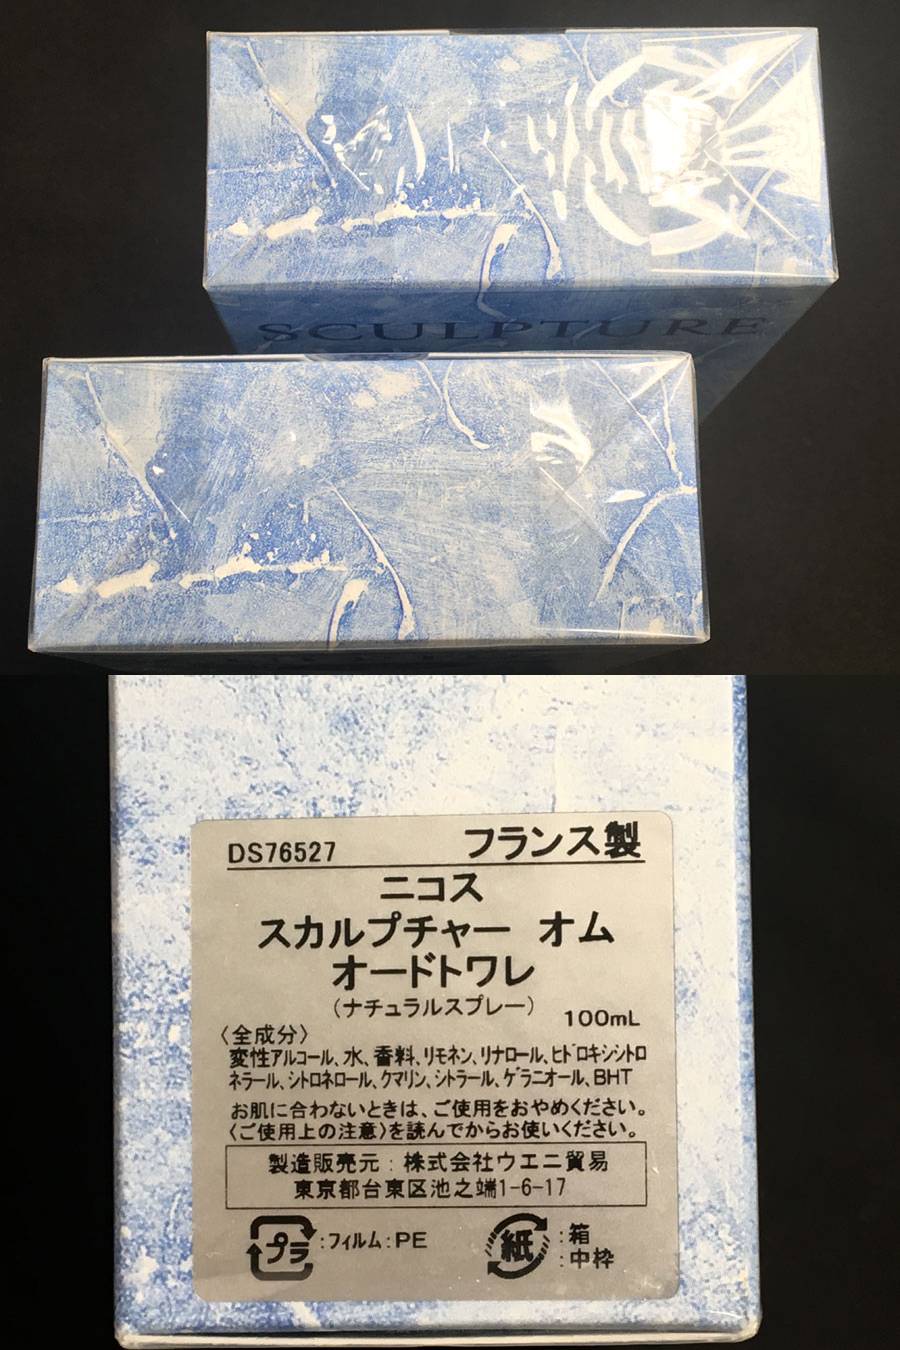 SCULPTURE
DS76527 フランス製
ニコス
スカルプチャー オム
オードトワレ
（ナチュラルスプレー）
100mL
〈全成分〉
変性アルコール、水、香料、リモネン、リナロール、ヒドロキシシトロ
ネラール、シトロネロール、クマリン、シトラール、ゲラニオール、BHT
お肌に合わないときは、ご使用をおやめください。
〈ご使用上の注意〉を読んでからお使いください。
製造販売元：株式会社ウエニ貿易
東京都台東区池之端1-6-17
プラ：フィルム：PE
紙：箱
：中枠